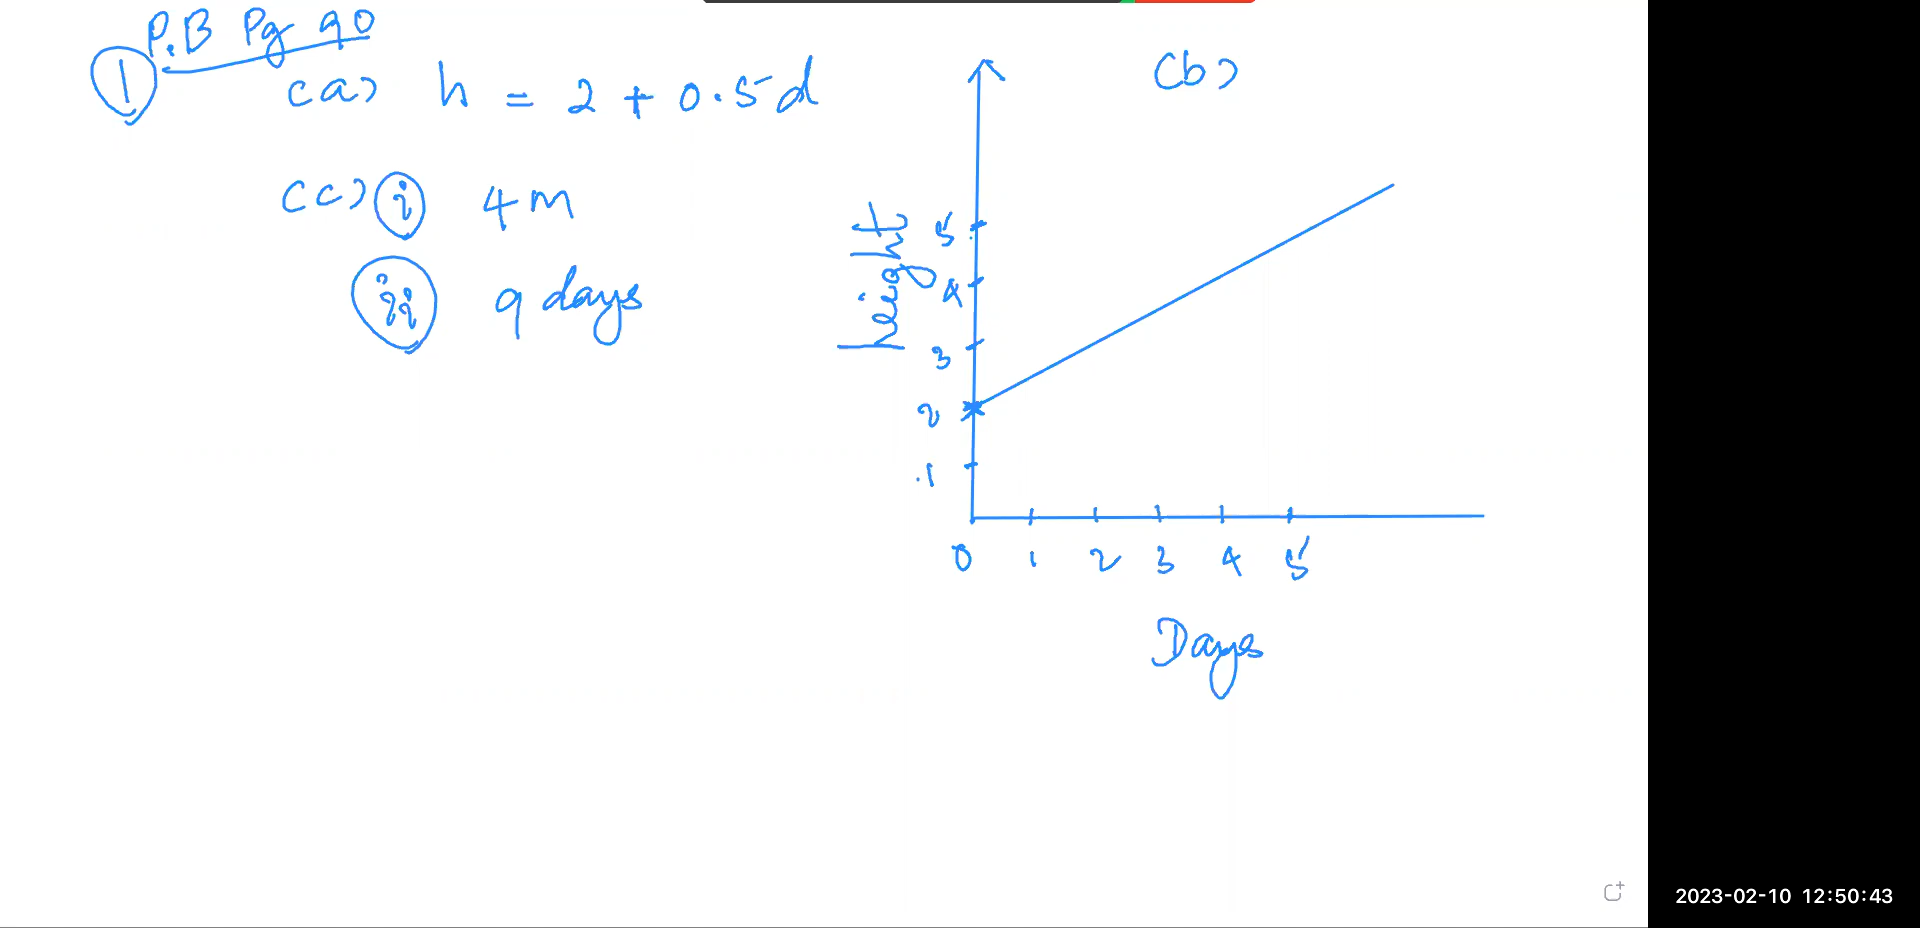 P.B Pg 90
1 (a) h = 2 + 0.5d
(b)
(c) i 4m
ii 9 days
height
5
4
3
2
1
0 1 2 3 4 5
Days
2023-02-10 12:50:43